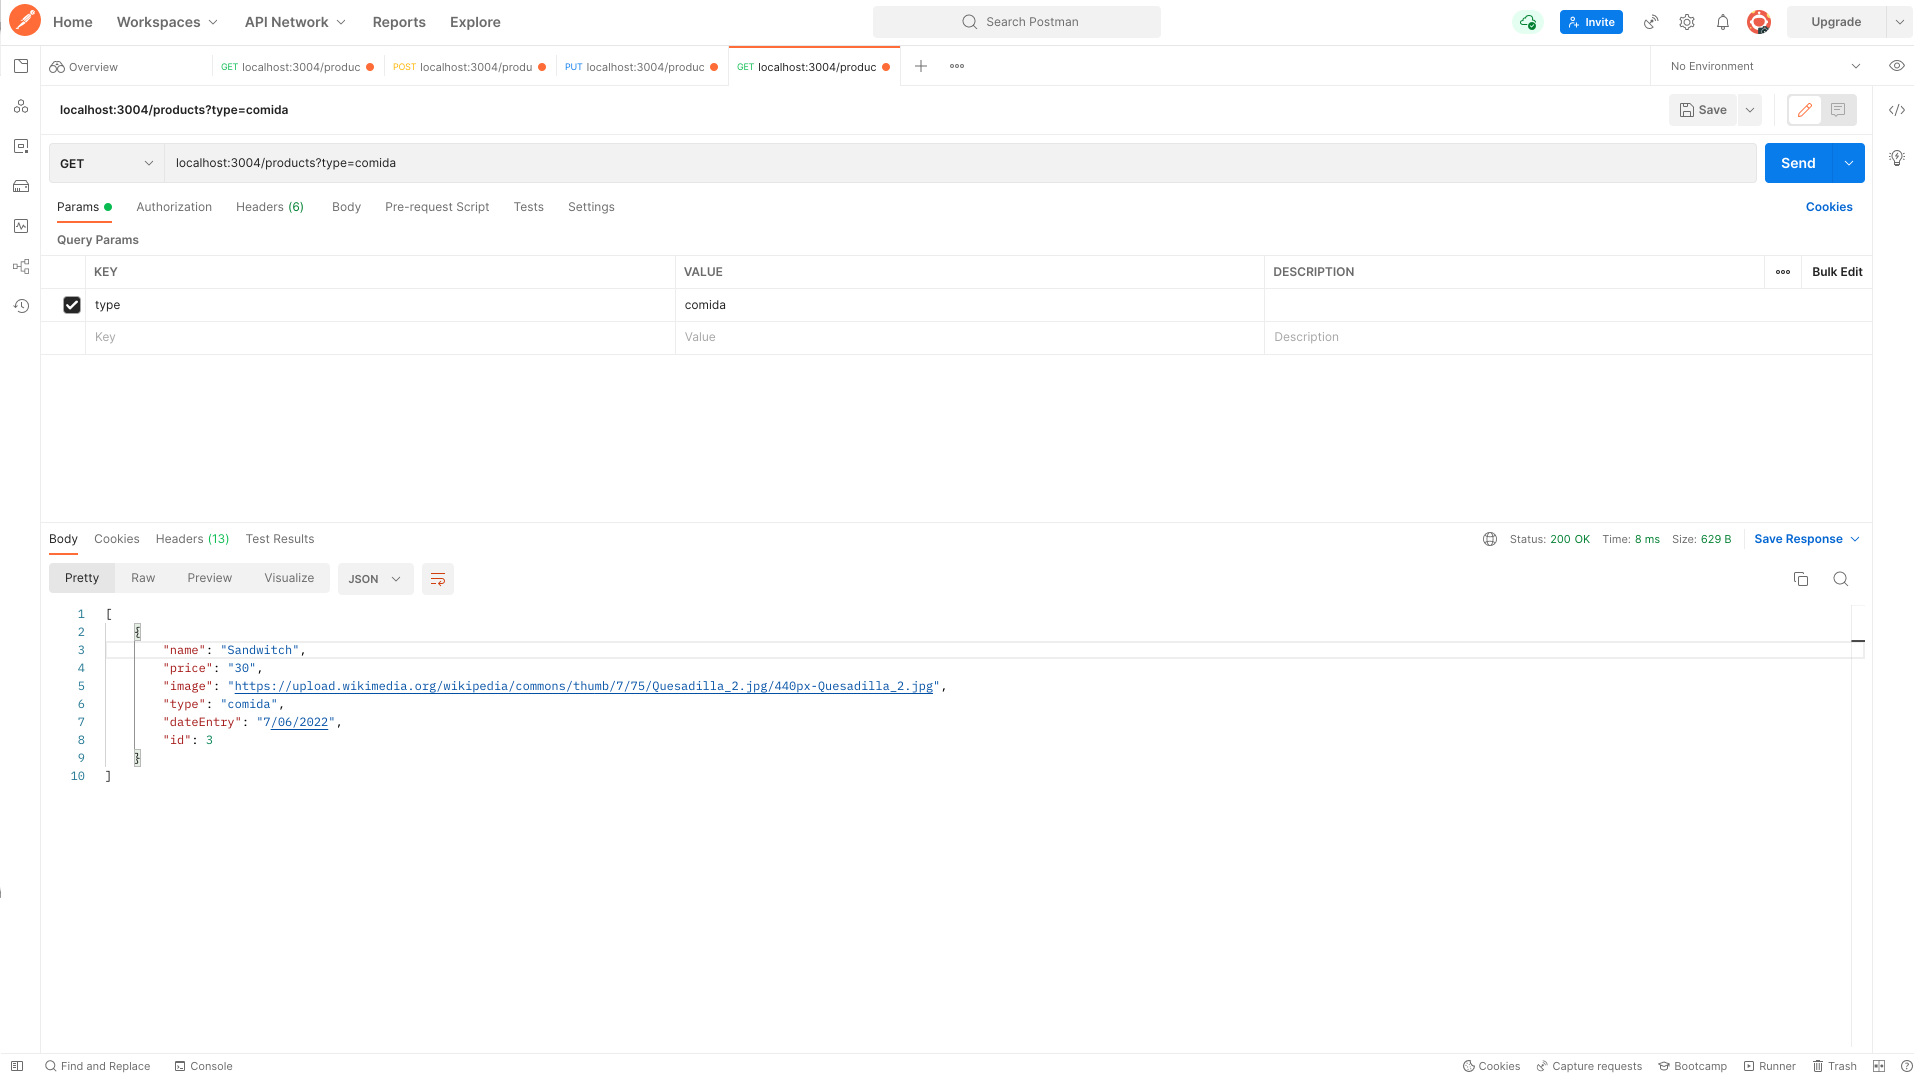 Home Workspaces API Network Reports Explore Search Postman Invite Upgrade
Overview GET localhost:3004/produc POST localhost:3004/produ PUT localhost:3004/produc GET localhost:3004/produc No Environment
localhost:3004/products?type=comida Save
GET localhost:3004/products?type=comida Send
Params Authorization Headers (6) Body Pre-request Script Tests Settings Cookies
Query Params
KEY VALUE DESCRIPTION Bulk Edit
type comida
Key Value Description
Body Cookies Headers (13) Test Results Status: 200 OK Time: 8 ms Size: 629 B Save Response
Pretty Raw Preview Visualize JSON
1 [
2 {
3 "name": "Sandwitch",
4 "price": "30",
5 "image": "https://upload.wikimedia.org/wikipedia/commons/thumb/7/75/Quesadilla_2.jpg/440px-Quesadilla_2.jpg",
6 "type": "comida",
7 "dateEntry": "7/06/2022",
8 "id": 3
9 }
10 ]
Find and Replace Console Cookies Capture requests Bootcamp Runner Trash